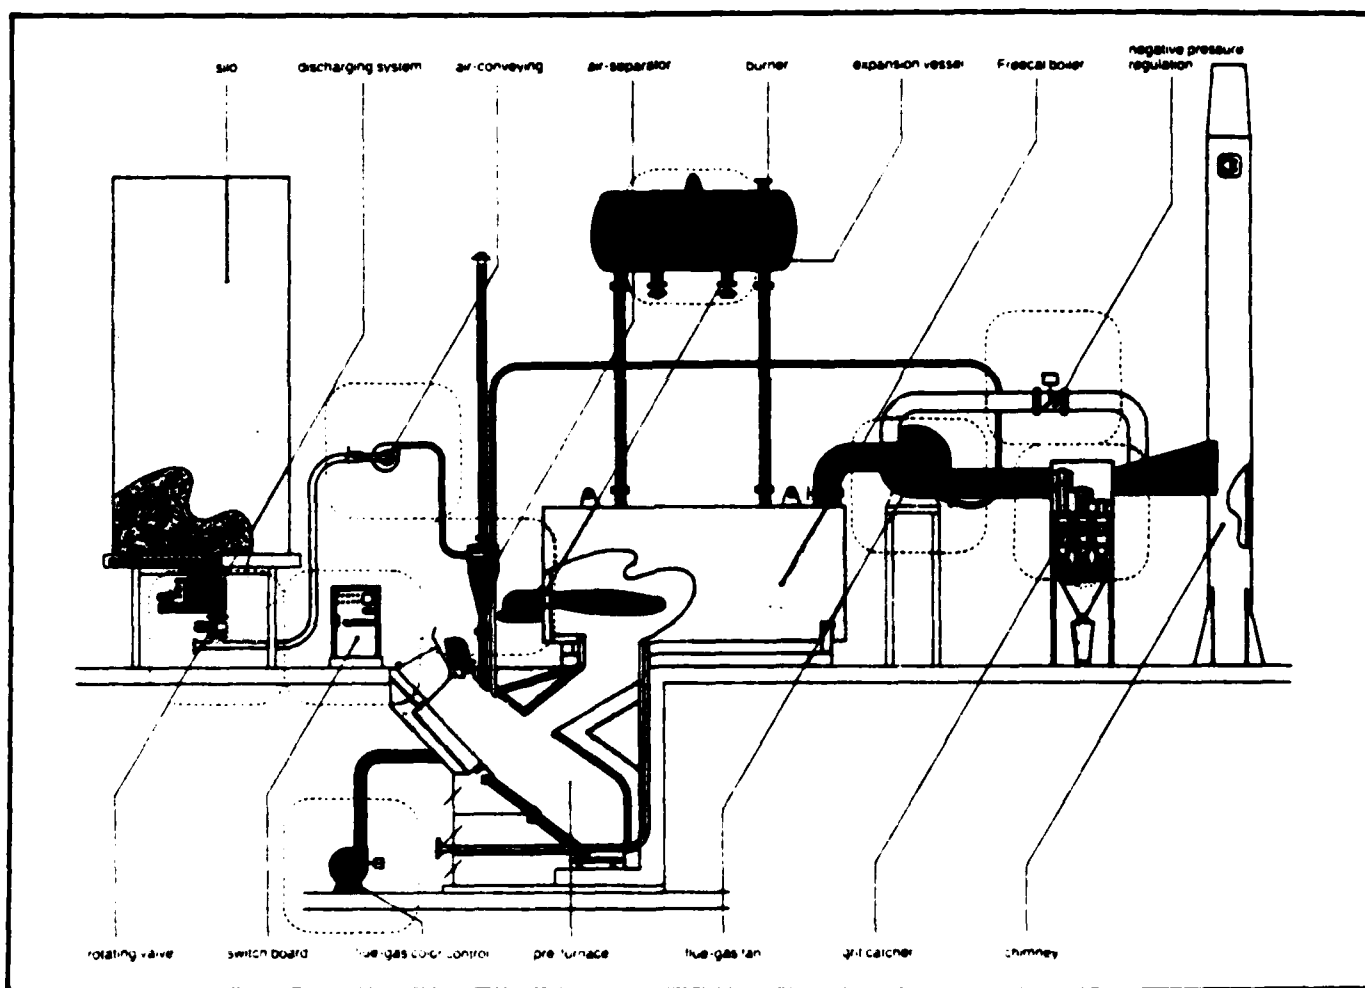 silo
discharging system
air-conveying
air-separator
burner
expansion vessel
Freecal boiler
negative pressure
regulation
rotating valve
switch board
flue-gas color control
pre furnace
flue-gas fan
grit catcher
chimney